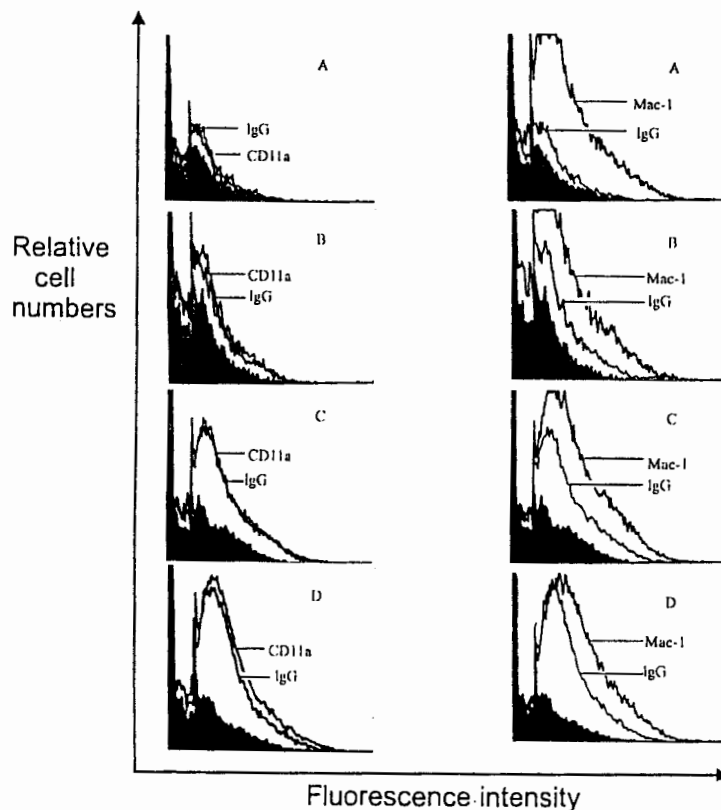 A
IgG
CD11a
A
Mac-1
IgG
Relative
cell
numbers
B
CD11a
IgG
B
Mac-1
IgG
C
CD11a
IgG
C
Mac-1
IgG
D
CD11a
IgG
D
Mac-1
IgG
Fluorescence intensity